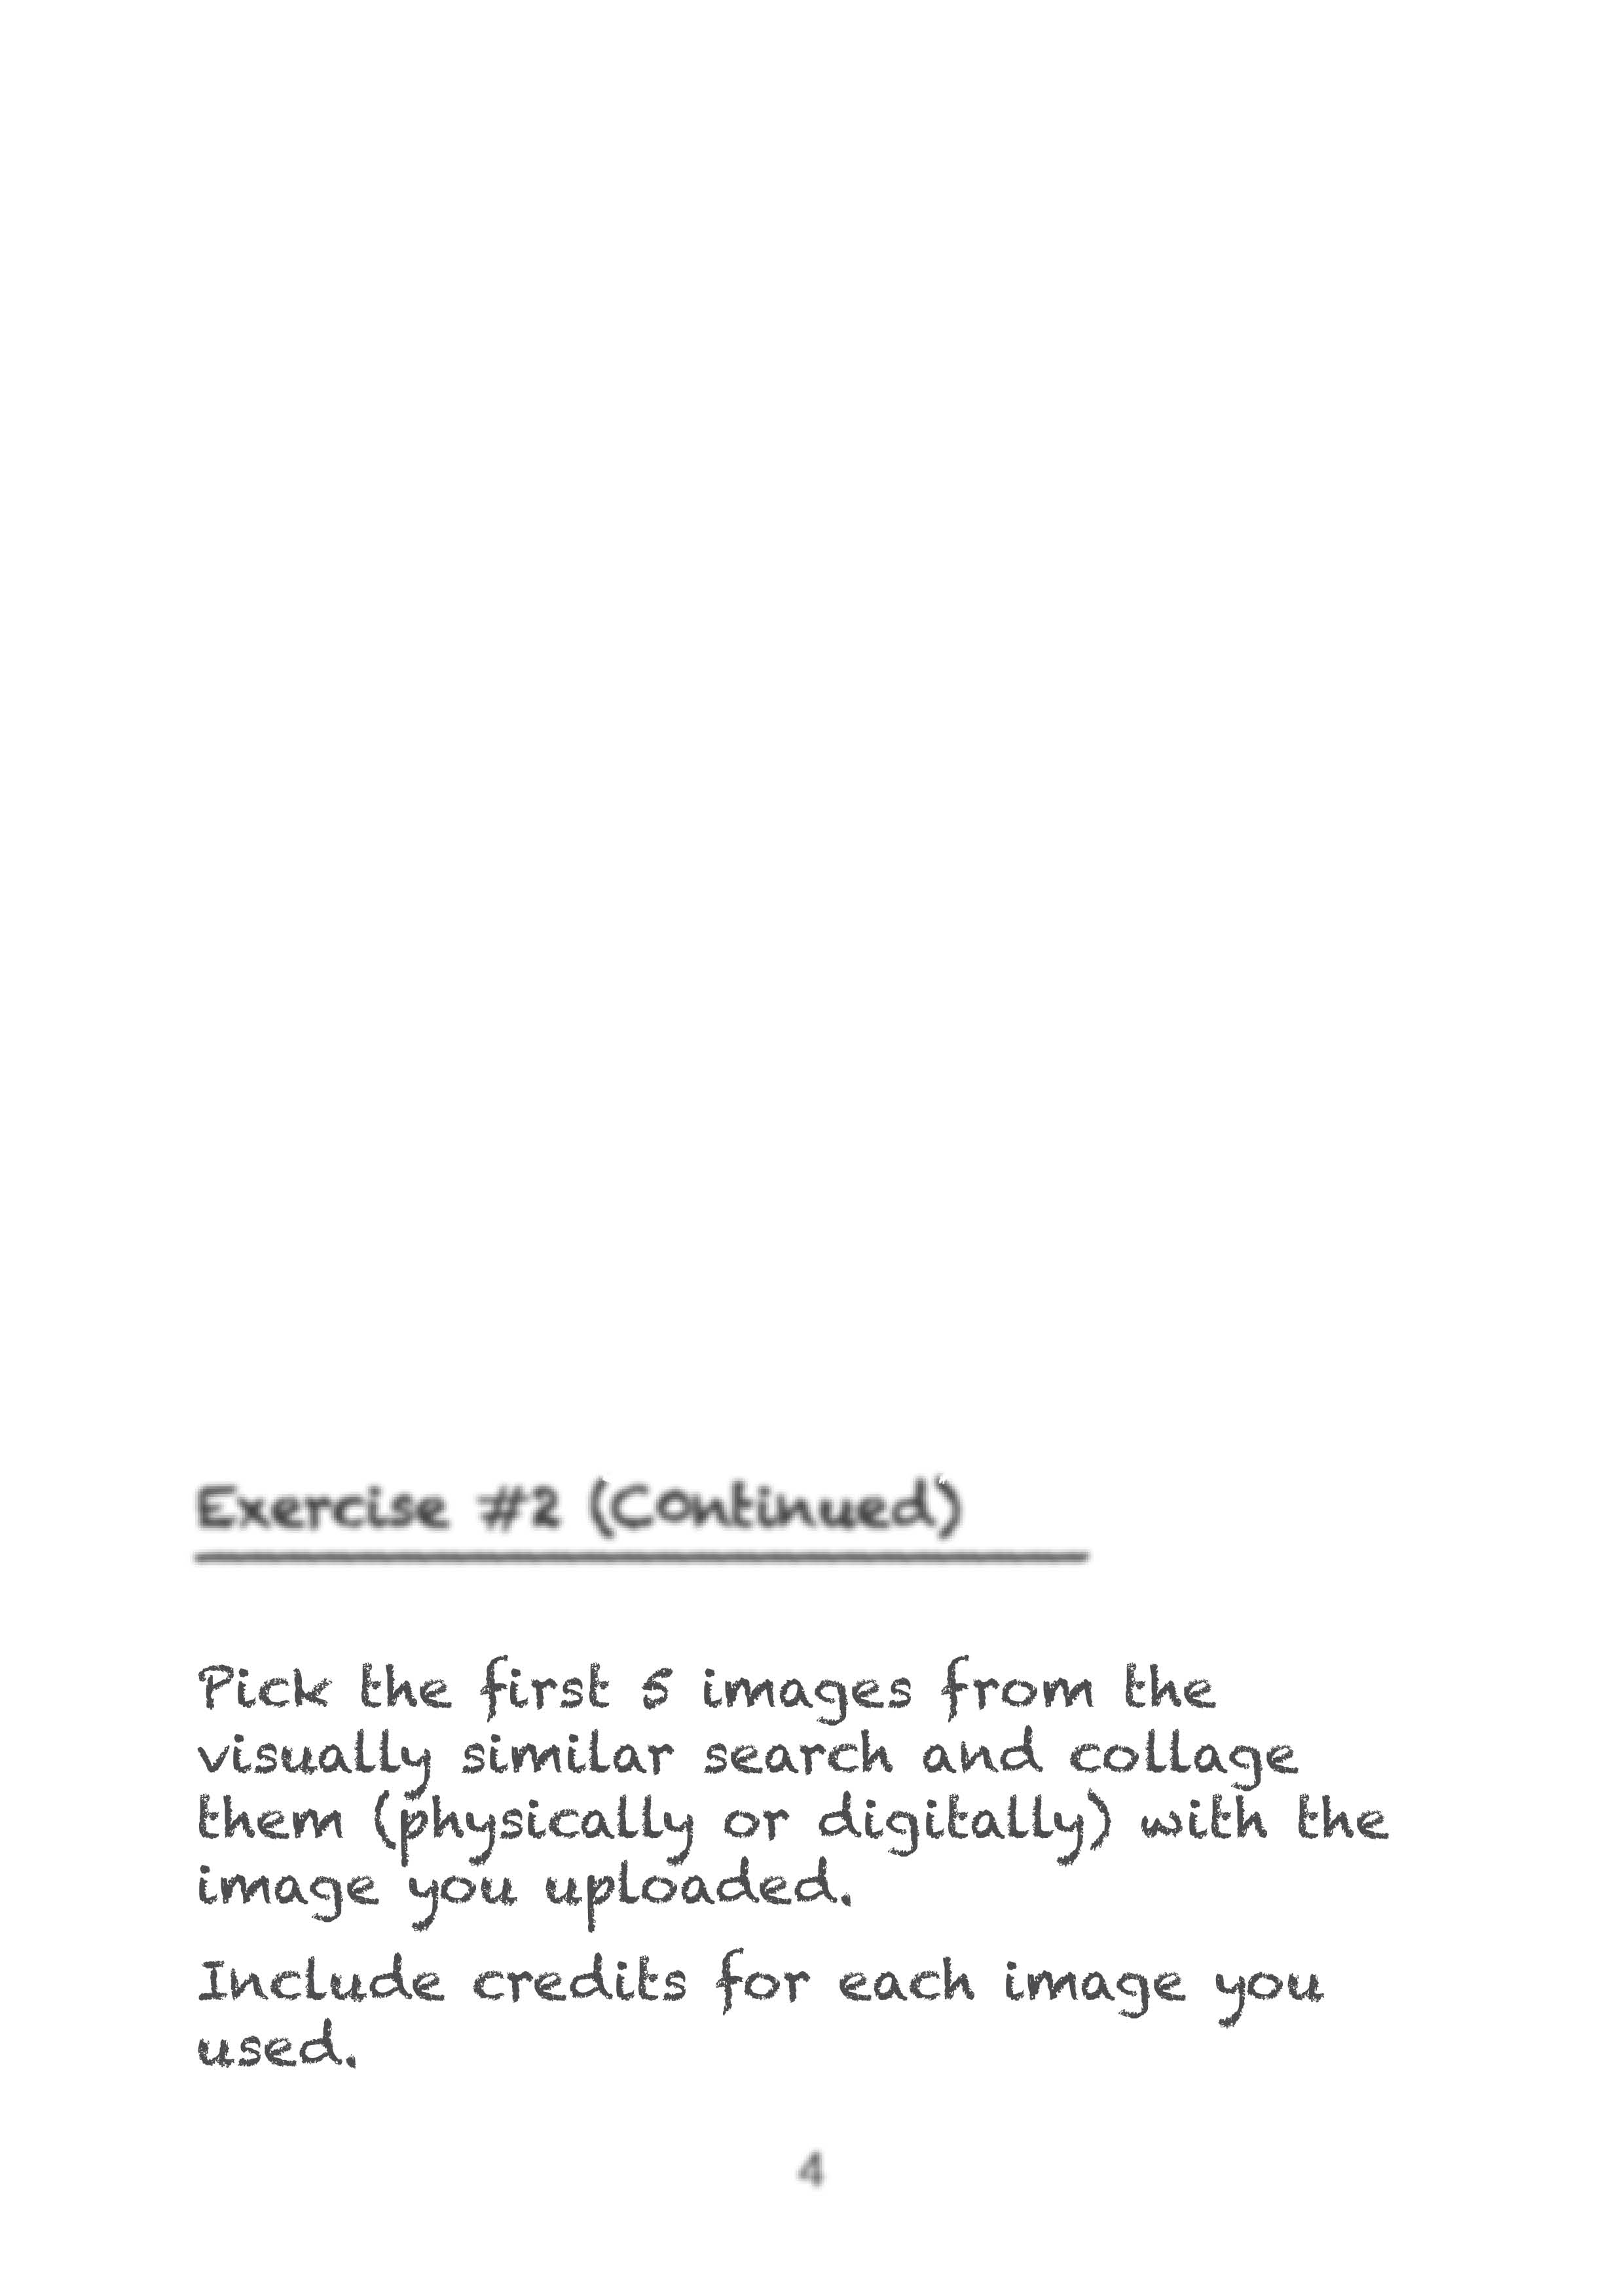 Exercise #2 (COntinued)
Pick the first 5 images from the
visually similar search and collage
them (physically or digitally) with the
image you uploaded.
Include credits for each image you
used.
4